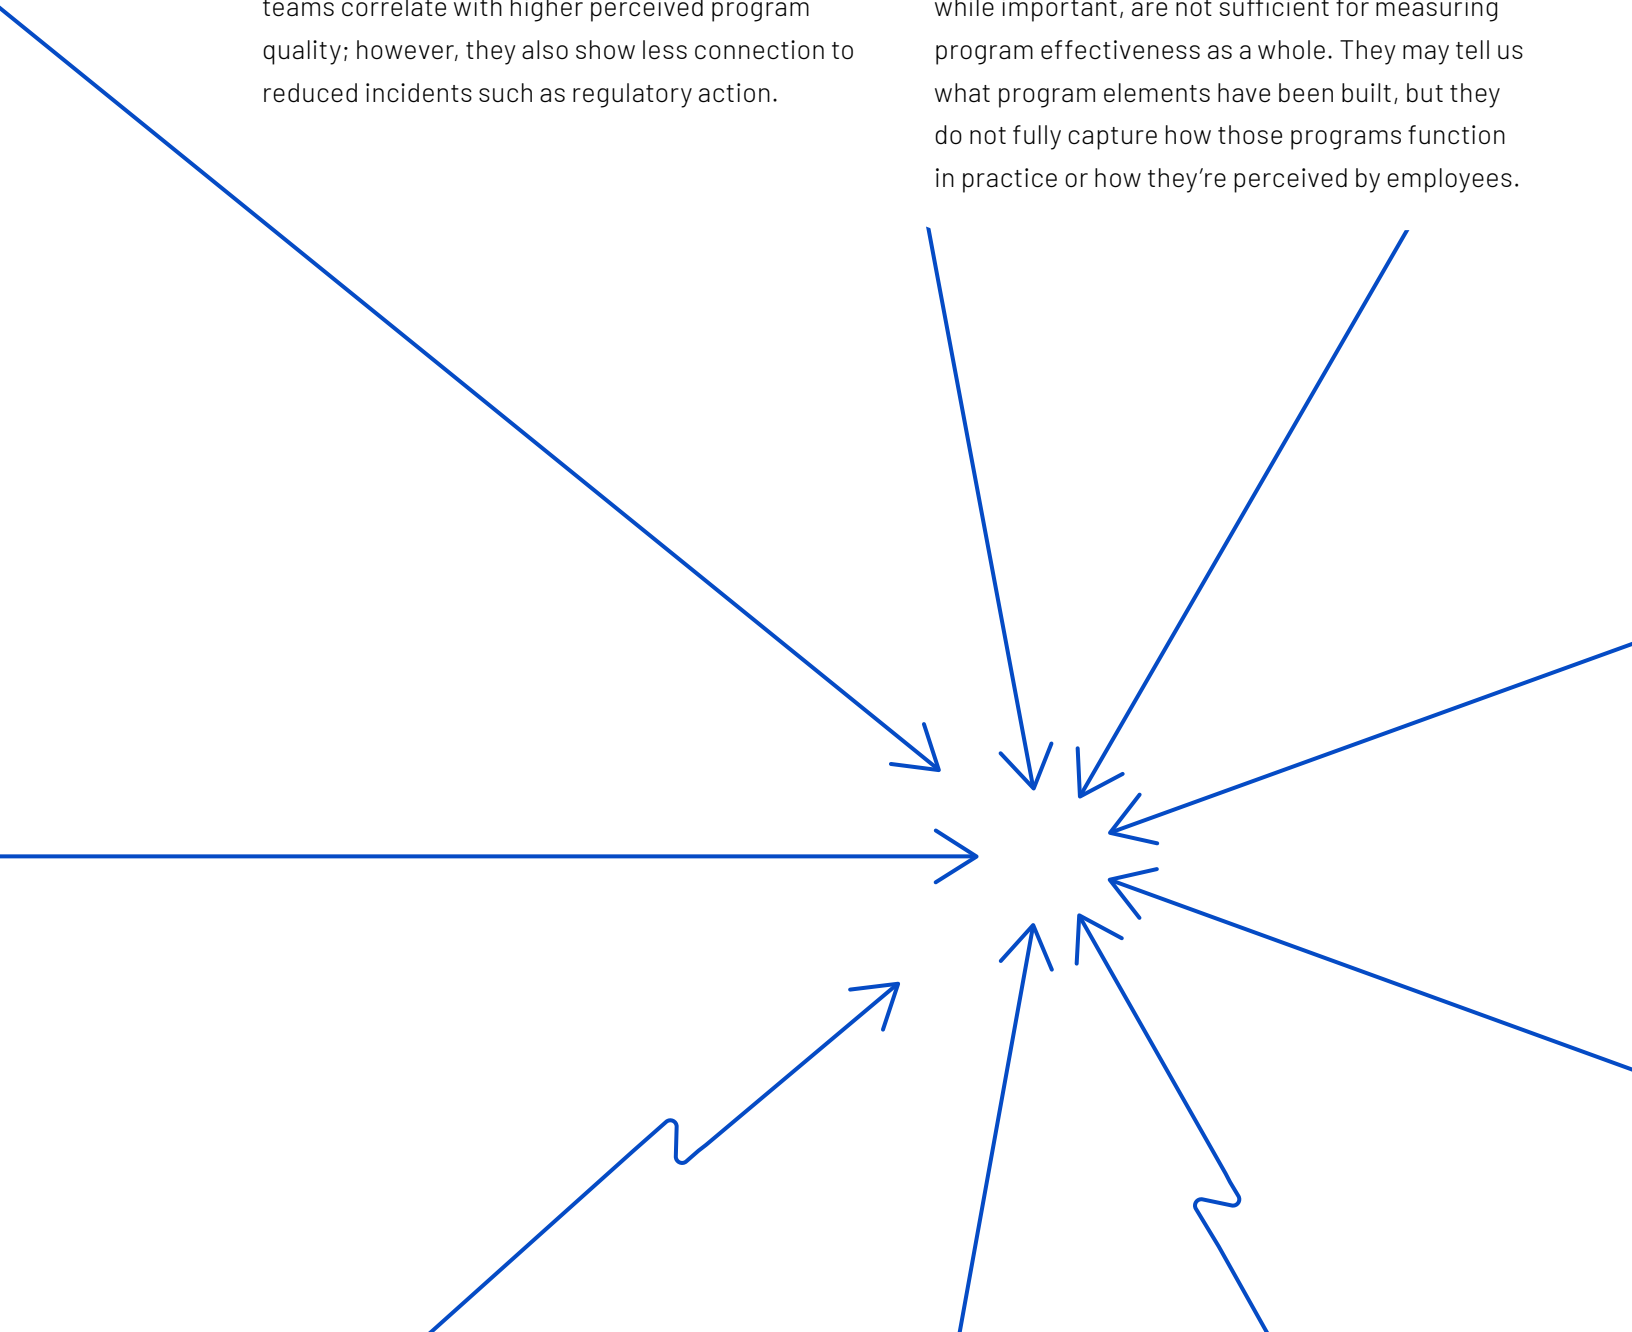 teams correlate with higher perceived program
quality; however, they also show less connection to
reduced incidents such as regulatory action.
while important, are not sufficient for measuring
program effectiveness as a whole. They may tell us
what program elements have been built, but they
do not fully capture how those programs function
in practice or how they’re perceived by employees.